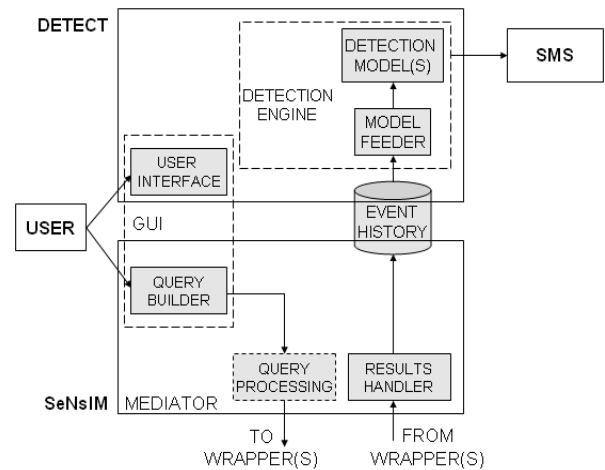 DETECT
DETECTION
MODEL(S)
SMS
DETECTION
ENGINE
MODEL
FEEDER
USER
INTERFACE
EVENT
HISTORY
USER
GUI
QUERY
BUILDER
QUERY
PROCESSING
RESULTS
HANDLER
SeNsIM
MEDIATOR
TO
WRAPPER(S)
FROM
WRAPPER(S)